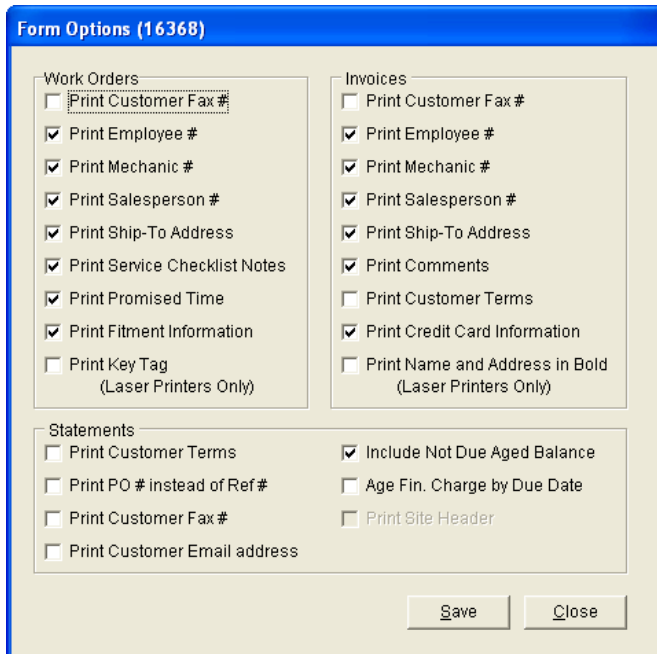 Form Options (16368)
Work Orders
Print Customer Fax #
Print Employee #
Print Mechanic #
Print Salesperson #
Print Ship-To Address
Print Service Checklist Notes
Print Promised Time
Print Fitment Information
Print Key Tag
(Laser Printers Only)
Invoices
Print Customer Fax #
Print Employee #
Print Mechanic #
Print Salesperson #
Print Ship-To Address
Print Comments
Print Customer Terms
Print Credit Card Information
Print Name and Address in Bold
(Laser Printers Only)
Statements
Print Customer Terms
Print PO # instead of Ref #
Print Customer Fax #
Print Customer Email address
Include Not Due Aged Balance
Age Fin. Charge by Due Date
Print Site Header
Save
Close